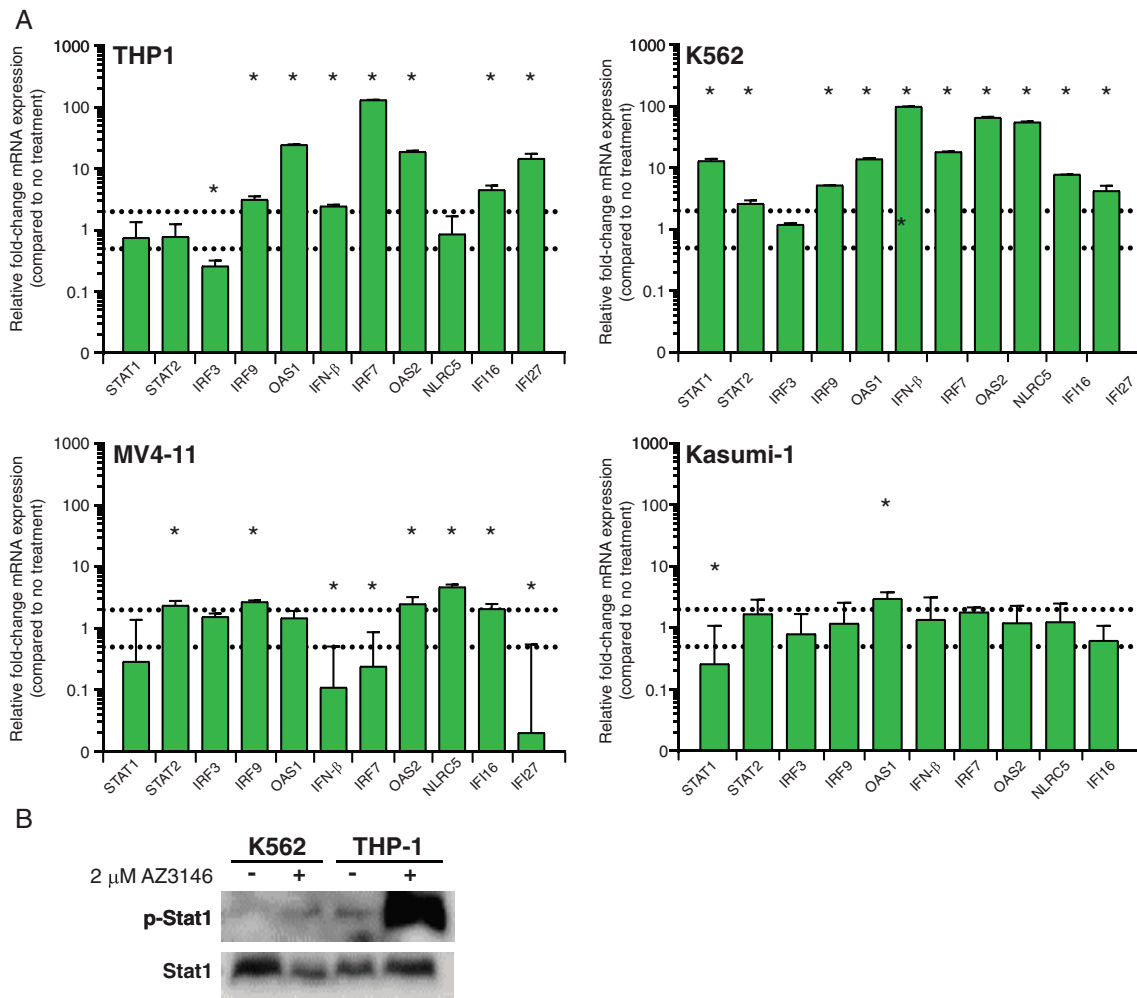 A
THP1
Relative fold-change mRNA expression
(compared to no treatment)
1000
100
10
1
0.1
0
* * * * * * * * *
STAT1 STAT2 IRF3 IRF9 OAS1 IFN-β IRF7 OAS2 NLRC5 IFI16 IFI27
K562
Relative fold-change mRNA expression
(compared to no treatment)
1000
100
10
1
0.1
0
* * * * * * * * * * *
STAT1 STAT2 IRF3 IRF9 OAS1 IFN-β IRF7 OAS2 NLRC5 IFI16 IFI27
MV4-11
Relative fold-change mRNA expression
(compared to no treatment)
1000
100
10
1
0.1
0
* * * * * * * *
STAT1 STAT2 IRF3 IRF9 OAS1 IFN-β IRF7 OAS2 NLRC5 IFI16 IFI27
Kasumi-1
Relative fold-change mRNA expression
(compared to no treatment)
1000
100
10
1
0.1
0
* *
STAT1 STAT2 IRF3 IRF9 OAS1 IFN-β IRF7 OAS2 NLRC5 IFI16
B
K562 THP-1
2 μM AZ3146 - + - +
p-Stat1
Stat1